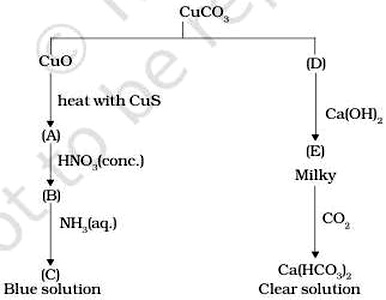 CuCO₃
CuO
(D)
heat with CuS
Ca(OH)₂
(A)
(E)
Milky
HNO₃(conc.)
(B)
CO₂
NH₃(aq.)
(C)
Ca(HCO₃)₂
Blue solution
Clear solution